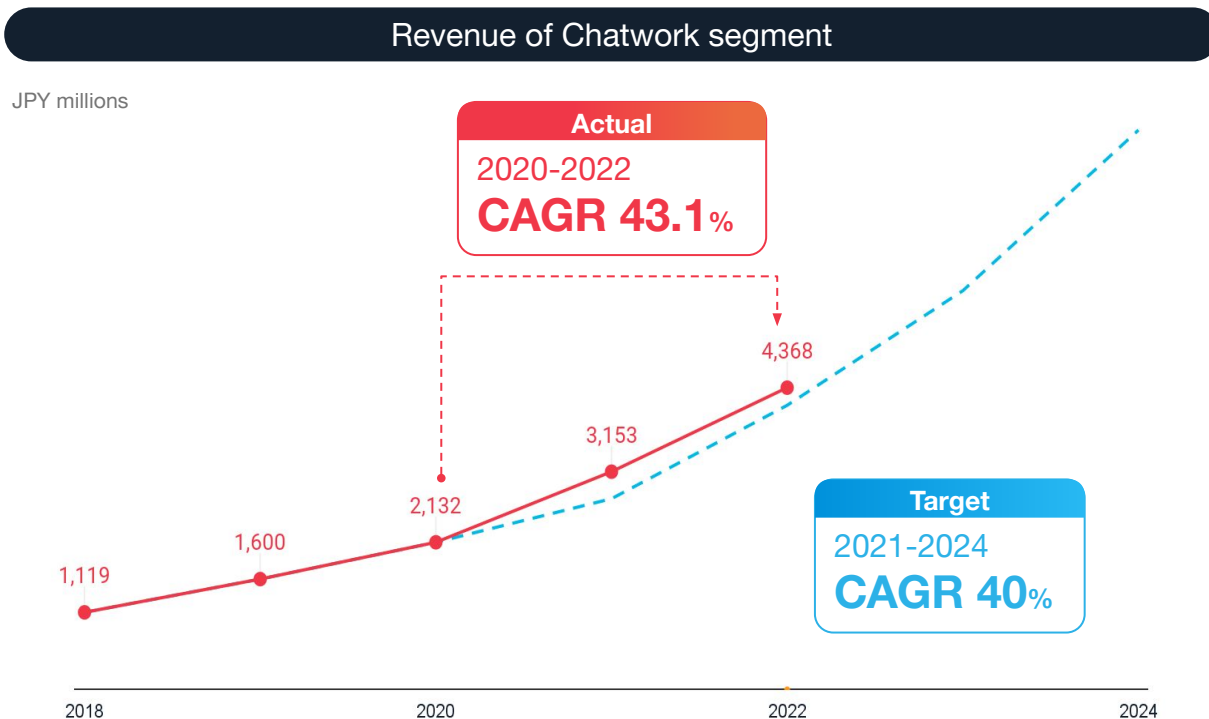 Revenue of Chatwork segment
JPY millions
Actual
2020-2022
CAGR 43.1%
4,368
3,153
2,132
1,600
1,119
Target
2021-2024
CAGR 40%
2018
2020
2022
2024